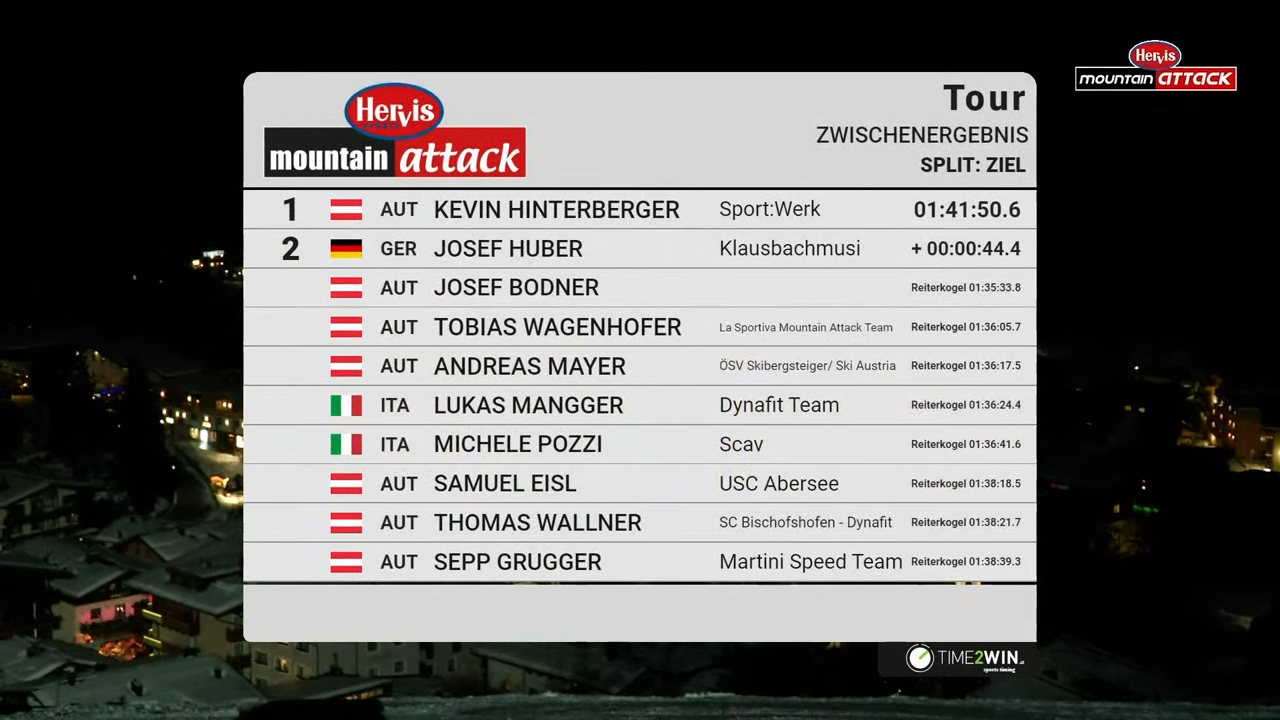 Hervis
mountain attack
Hervis
SPORTS
mountain attack
Tour
ZWISCHENERGEBNIS
SPLIT: ZIEL
1 AUT KEVIN HINTERBERGER Sport:Werk 01:41:50.6
2 GER JOSEF HUBER Klausbachmusi + 00:00:44.4
AUT JOSEF BODNER Reiterkogel 01:35:33.8
AUT TOBIAS WAGENHOFER La Sportiva Mountain Attack Team Reiterkogel 01:36:05.7
AUT ANDREAS MAYER ÖSV Skibergsteiger/ Ski Austria Reiterkogel 01:36:17.5
ITA LUKAS MANGGER Dynafit Team Reiterkogel 01:36:24.4
ITA MICHELE POZZI Scav Reiterkogel 01:36:41.6
AUT SAMUEL EISL USC Abersee Reiterkogel 01:38:18.5
AUT THOMAS WALLNER SC Bischofshofen - Dynafit Reiterkogel 01:38:21.7
AUT SEPP GRUGGER Martini Speed Team Reiterkogel 01:38:39.3
TIME2WIN.at
sports timing